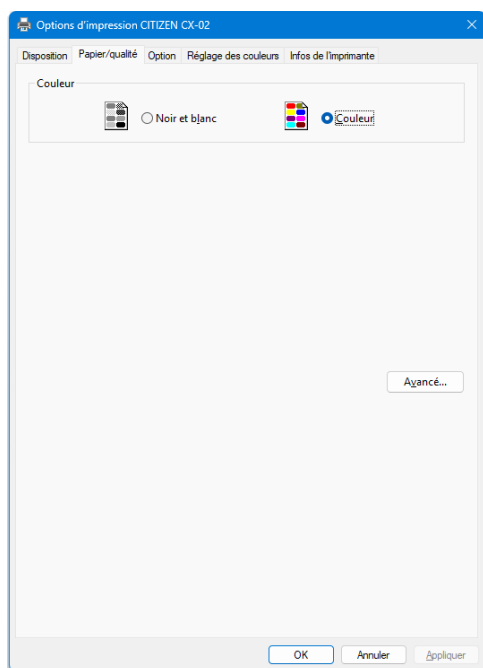 Options d'impression CITIZEN CX-02
Disposition Papier/qualité Option Réglage des couleurs Infos de l'imprimante
Couleur
Noir et blanc Couleur
Avancé...
OK Annuler Appliquer